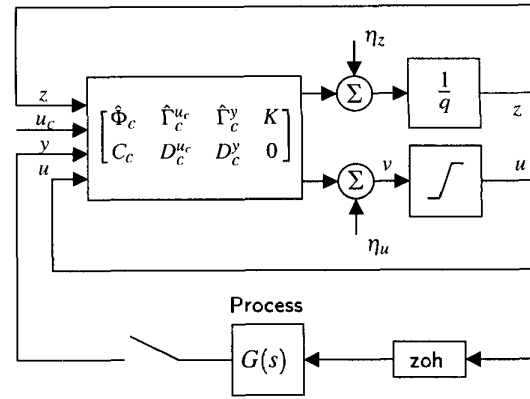 η_z
z
u_c
y
u
Φ̂_c Γ̂_c^{u_c} Γ̂_c^y K
C_c D_c^{u_c} D_c^y 0
Σ
1/q
z
Σ
v
u
η_u
Process
G(s)
zoh